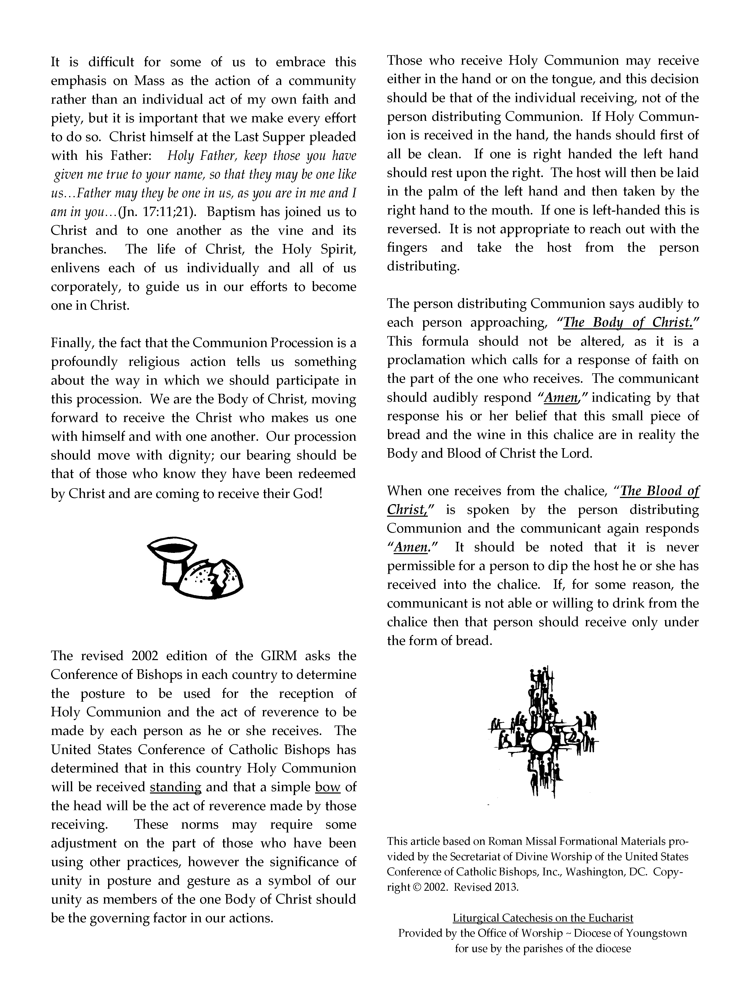 It is difficult for some of us to embrace this
emphasis on Mass as the action of a community
rather than an individual act of my own faith and
piety, but it is important that we make every effort
to do so. Christ himself at the Last Supper pleaded
with his Father: Holy Father, keep those you have
given me true to your name, so that they may be one like
us…Father may they be one in us, as you are in me and I
am in you…(Jn. 17:11;21). Baptism has joined us to
Christ and to one another as the vine and its
branches. The life of Christ, the Holy Spirit,
enlivens each of us individually and all of us
corporately, to guide us in our efforts to become
one in Christ.
Finally, the fact that the Communion Procession is a
profoundly religious action tells us something
about the way in which we should participate in
this procession. We are the Body of Christ, moving
forward to receive the Christ who makes us one
with himself and with one another. Our procession
should move with dignity; our bearing should be
that of those who know they have been redeemed
by Christ and are coming to receive their God!
The revised 2002 edition of the GIRM asks the
Conference of Bishops in each country to determine
the posture to be used for the reception of
Holy Communion and the act of reverence to be
made by each person as he or she receives. The
United States Conference of Catholic Bishops has
determined that in this country Holy Communion
will be received standing and that a simple bow of
the head will be the act of reverence made by those
receiving. These norms may require some
adjustment on the part of those who have been
using other practices, however the significance of
unity in posture and gesture as a symbol of our
unity as members of the one Body of Christ should
be the governing factor in our actions.
Those who receive Holy Communion may receive
either in the hand or on the tongue, and this decision
should be that of the individual receiving, not of the
person distributing Communion. If Holy Commun-
ion is received in the hand, the hands should first of
all be clean. If one is right handed the left hand
should rest upon the right. The host will then be laid
in the palm of the left hand and then taken by the
right hand to the mouth. If one is left-handed this is
reversed. It is not appropriate to reach out with the
fingers and take the host from the person
distributing.
The person distributing Communion says audibly to
each person approaching, “The Body of Christ.”
This formula should not be altered, as it is a
proclamation which calls for a response of faith on
the part of the one who receives. The communicant
should audibly respond “Amen,” indicating by that
response his or her belief that this small piece of
bread and the wine in this chalice are in reality the
Body and Blood of Christ the Lord.
When one receives from the chalice, “The Blood of
Christ,” is spoken by the person distributing
Communion and the communicant again responds
“Amen.” It should be noted that it is never
permissible for a person to dip the host he or she has
received into the chalice. If, for some reason, the
communicant is not able or willing to drink from the
chalice then that person should receive only under
the form of bread.
This article based on Roman Missal Formational Materials pro-
vided by the Secretariat of Divine Worship of the United States
Conference of Catholic Bishops, Inc., Washington, DC. Copy-
right © 2002. Revised 2013.
Liturgical Catechesis on the Eucharist
Provided by the Office of Worship ~ Diocese of Youngstown
for use by the parishes of the diocese